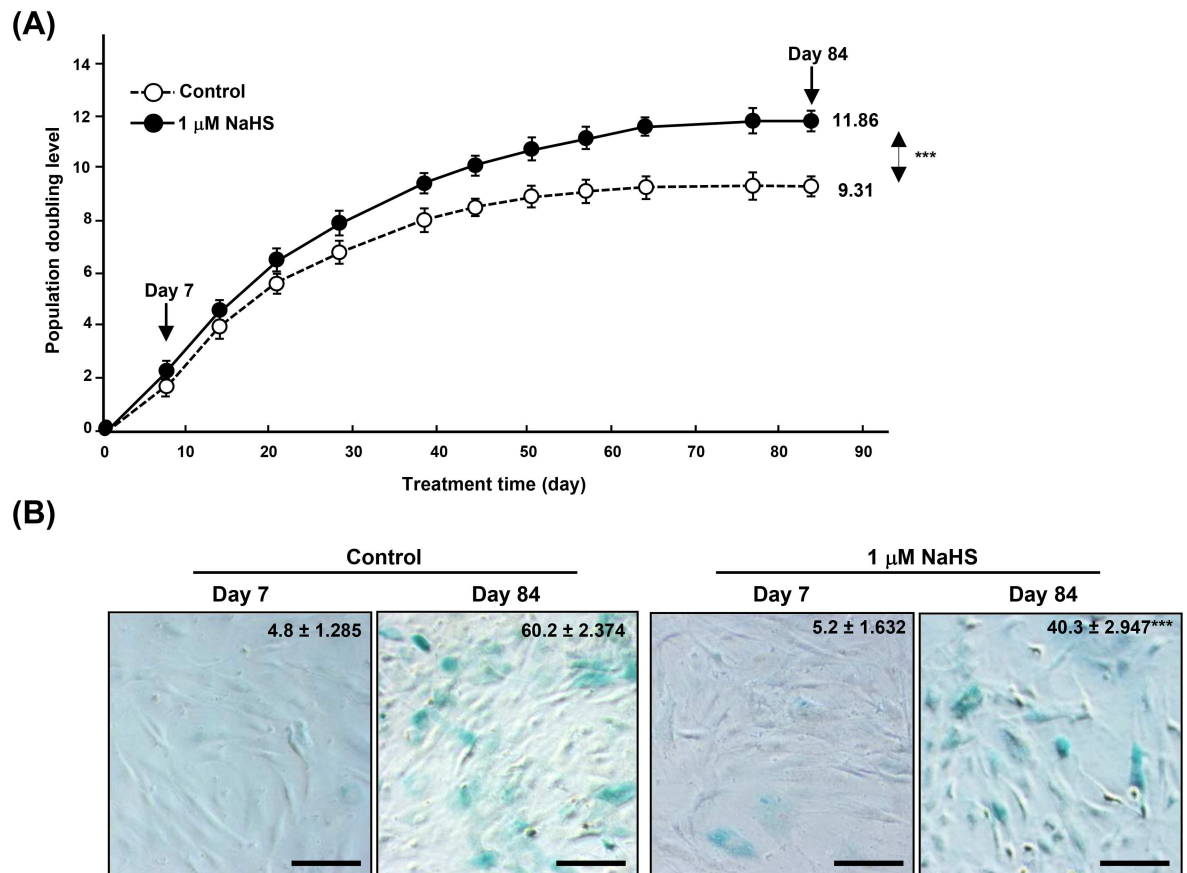 (A)
Population doubling level
14
12
10
8
6
4
2
0
Control
1 μM NaHS
Day 7
Day 84
11.86
***
9.31
0 10 20 30 40 50 60 70 80 90
Treatment time (day)
(B)
Control
1 μM NaHS
Day 7
Day 84
Day 7
Day 84
4.8 ± 1.285
60.2 ± 2.374
5.2 ± 1.632
40.3 ± 2.947***